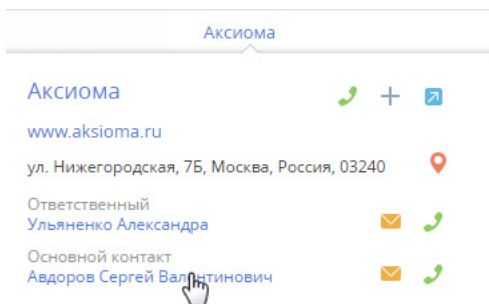 Аксиома
Аксиома
www.aksioma.ru
ул. Нижегородская, 7Б, Москва, Россия, 03240
Ответственный
Ульяненко Александра
Основной контакт
Авдоров Сергей Валентинович